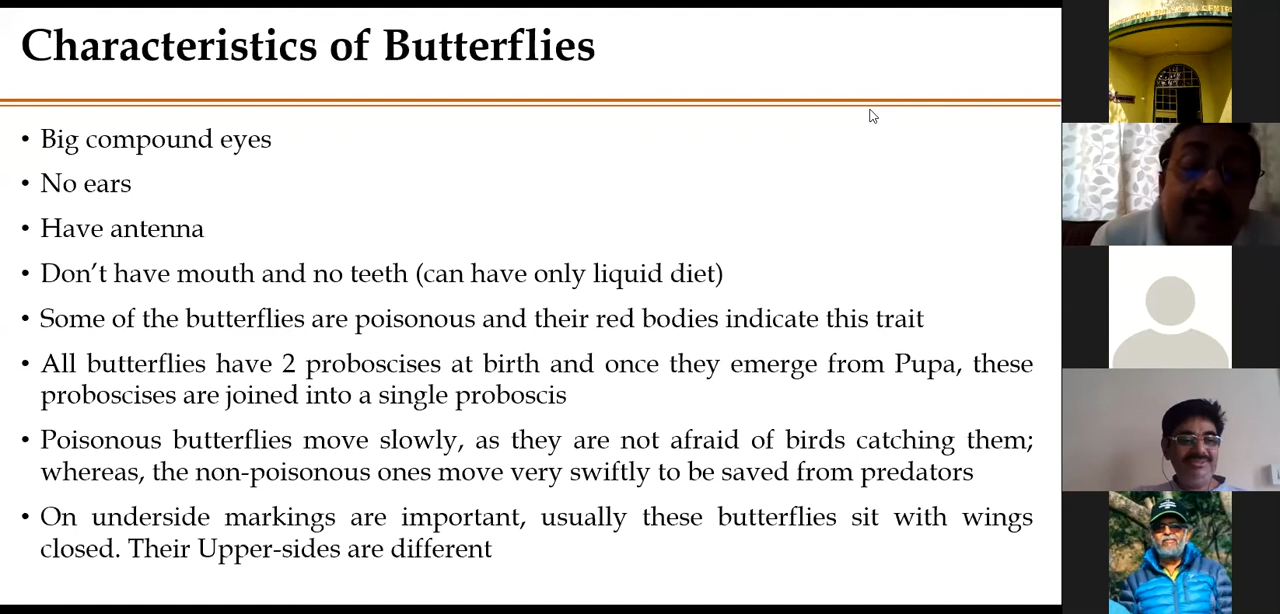 Characteristics of Butterflies
• Big compound eyes
• No ears
• Have antenna
• Don't have mouth and no teeth (can have only liquid diet)
• Some of the butterflies are poisonous and their red bodies indicate this trait
• All butterflies have 2 proboscises at birth and once they emerge from Pupa, these
proboscises are joined into a single proboscis
• Poisonous butterflies move slowly, as they are not afraid of birds catching them;
whereas, the non-poisonous ones move very swiftly to be saved from predators
• On underside markings are important, usually these butterflies sit with wings
closed. Their Upper-sides are different